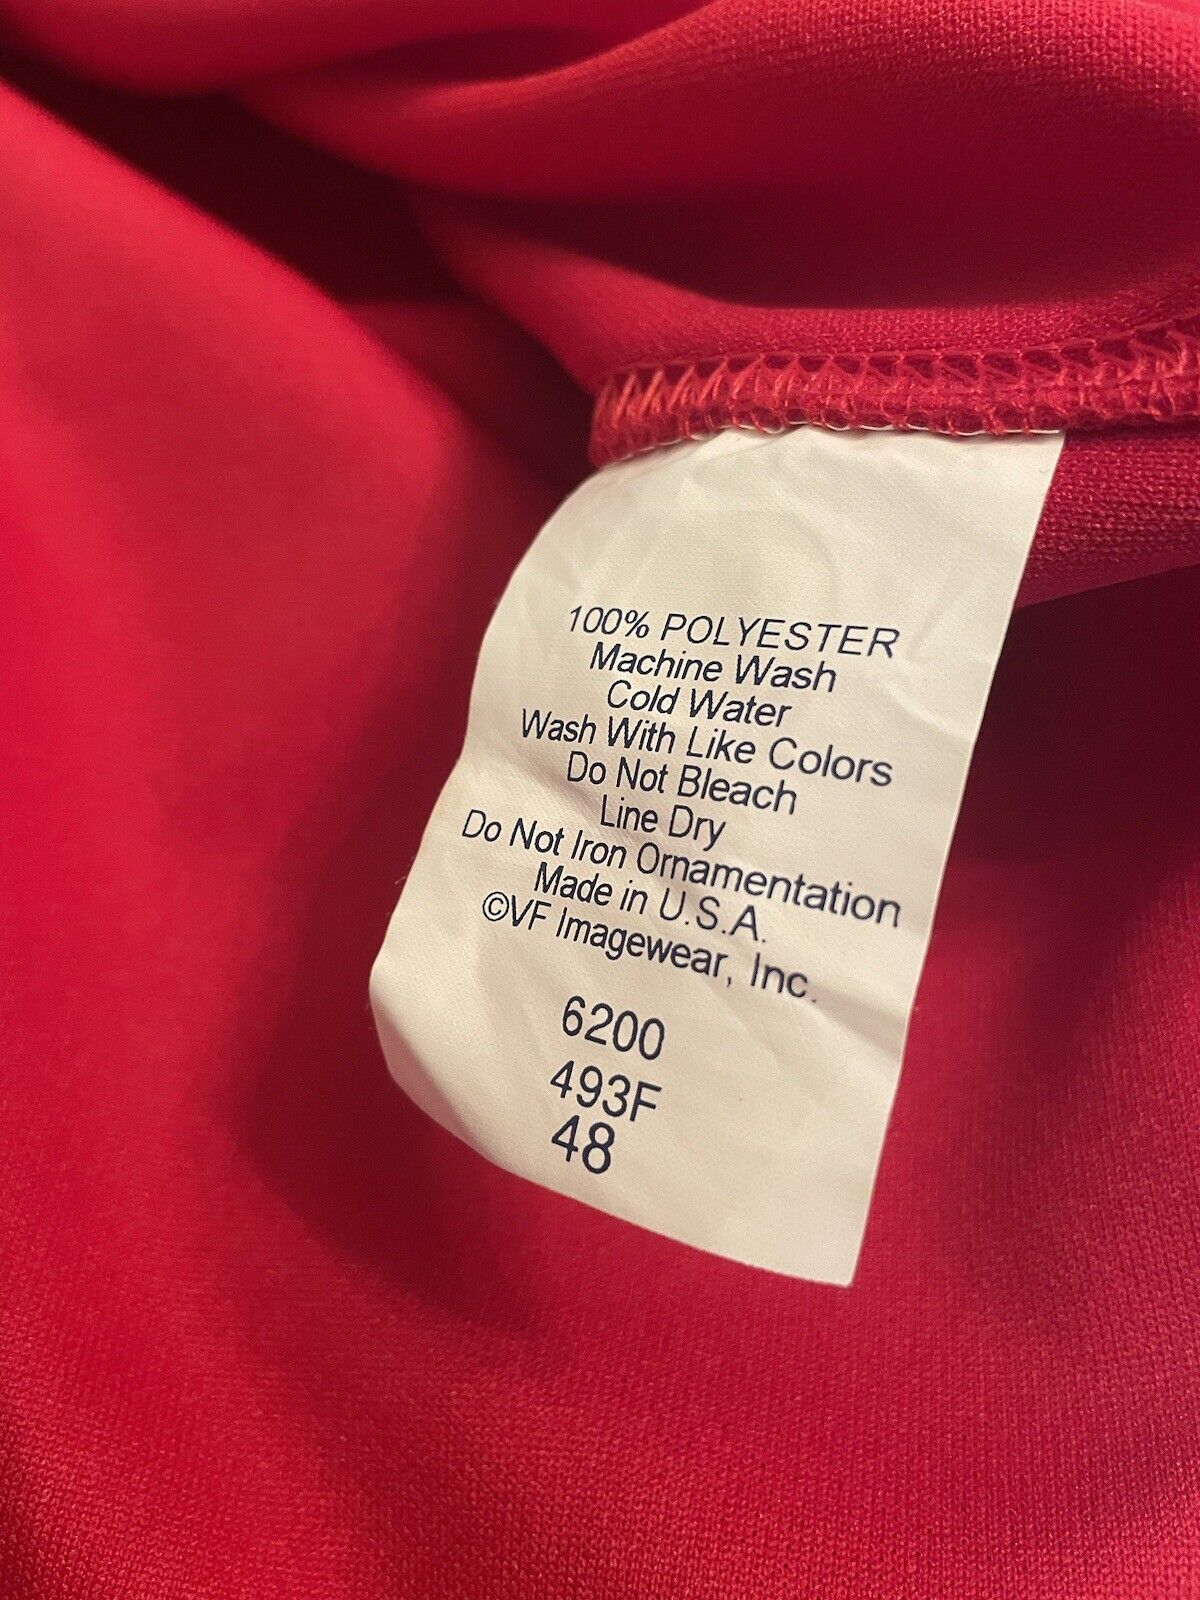 100% POLYESTER
Machine Wash
Cold Water
Wash With Like Colors
Do Not Bleach
Line Dry
Do Not Iron Ornamentation
Made in U.S.A.
©VF Imagewear, Inc.
6200
493F
48